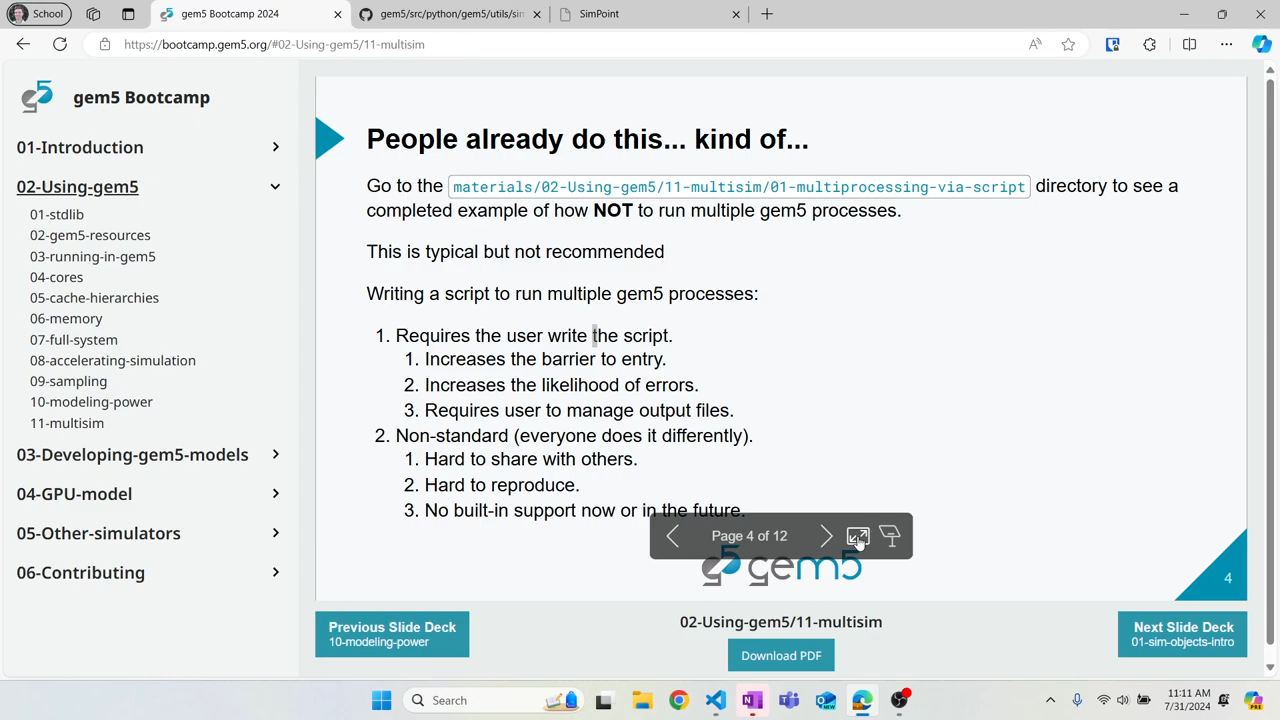 School
gem5 Bootcamp 2024
gem5/src/python/gem5/utils/sim
SimPoint
https://bootcamp.gem5.org/#02-Using-gem5/11-multisim
g5
gem5 Bootcamp
01-Introduction
02-Using-gem5
01-stdlib
02-gem5-resources
03-running-in-gem5
04-cores
05-cache-hierarchies
06-memory
07-full-system
08-accelerating-simulation
09-sampling
10-modeling-power
11-multisim
03-Developing-gem5-models
04-GPU-model
05-Other-simulators
06-Contributing
People already do this... kind of...
Go to the materials/02-Using-gem5/11-multisim/01-multiprocessing-via-script directory to see a
completed example of how NOT to run multiple gem5 processes.
This is typical but not recommended
Writing a script to run multiple gem5 processes:
1. Requires the user write the script.
1. Increases the barrier to entry.
2. Increases the likelihood of errors.
3. Requires user to manage output files.
2. Non-standard (everyone does it differently).
1. Hard to share with others.
2. Hard to reproduce.
3. No built-in support now or in the future.
Page 4 of 12
g5 gem5
4
Previous Slide Deck
10-modeling-power
02-Using-gem5/11-multisim
Download PDF
Next Slide Deck
01-sim-objects-intro
Search
11:11 AM
7/31/2024